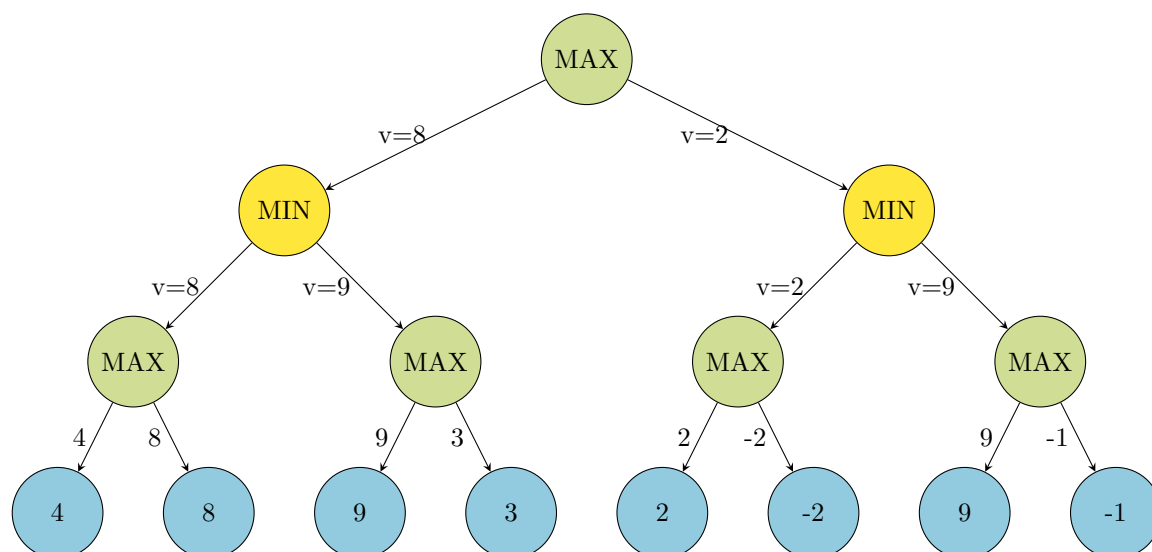 MAX
v=8 v=2
MIN MIN
v=8 v=9 v=2 v=9
MAX MAX MAX MAX
4 8 9 3 2 -2 9 -1
4 8 9 3 2 -2 9 -1